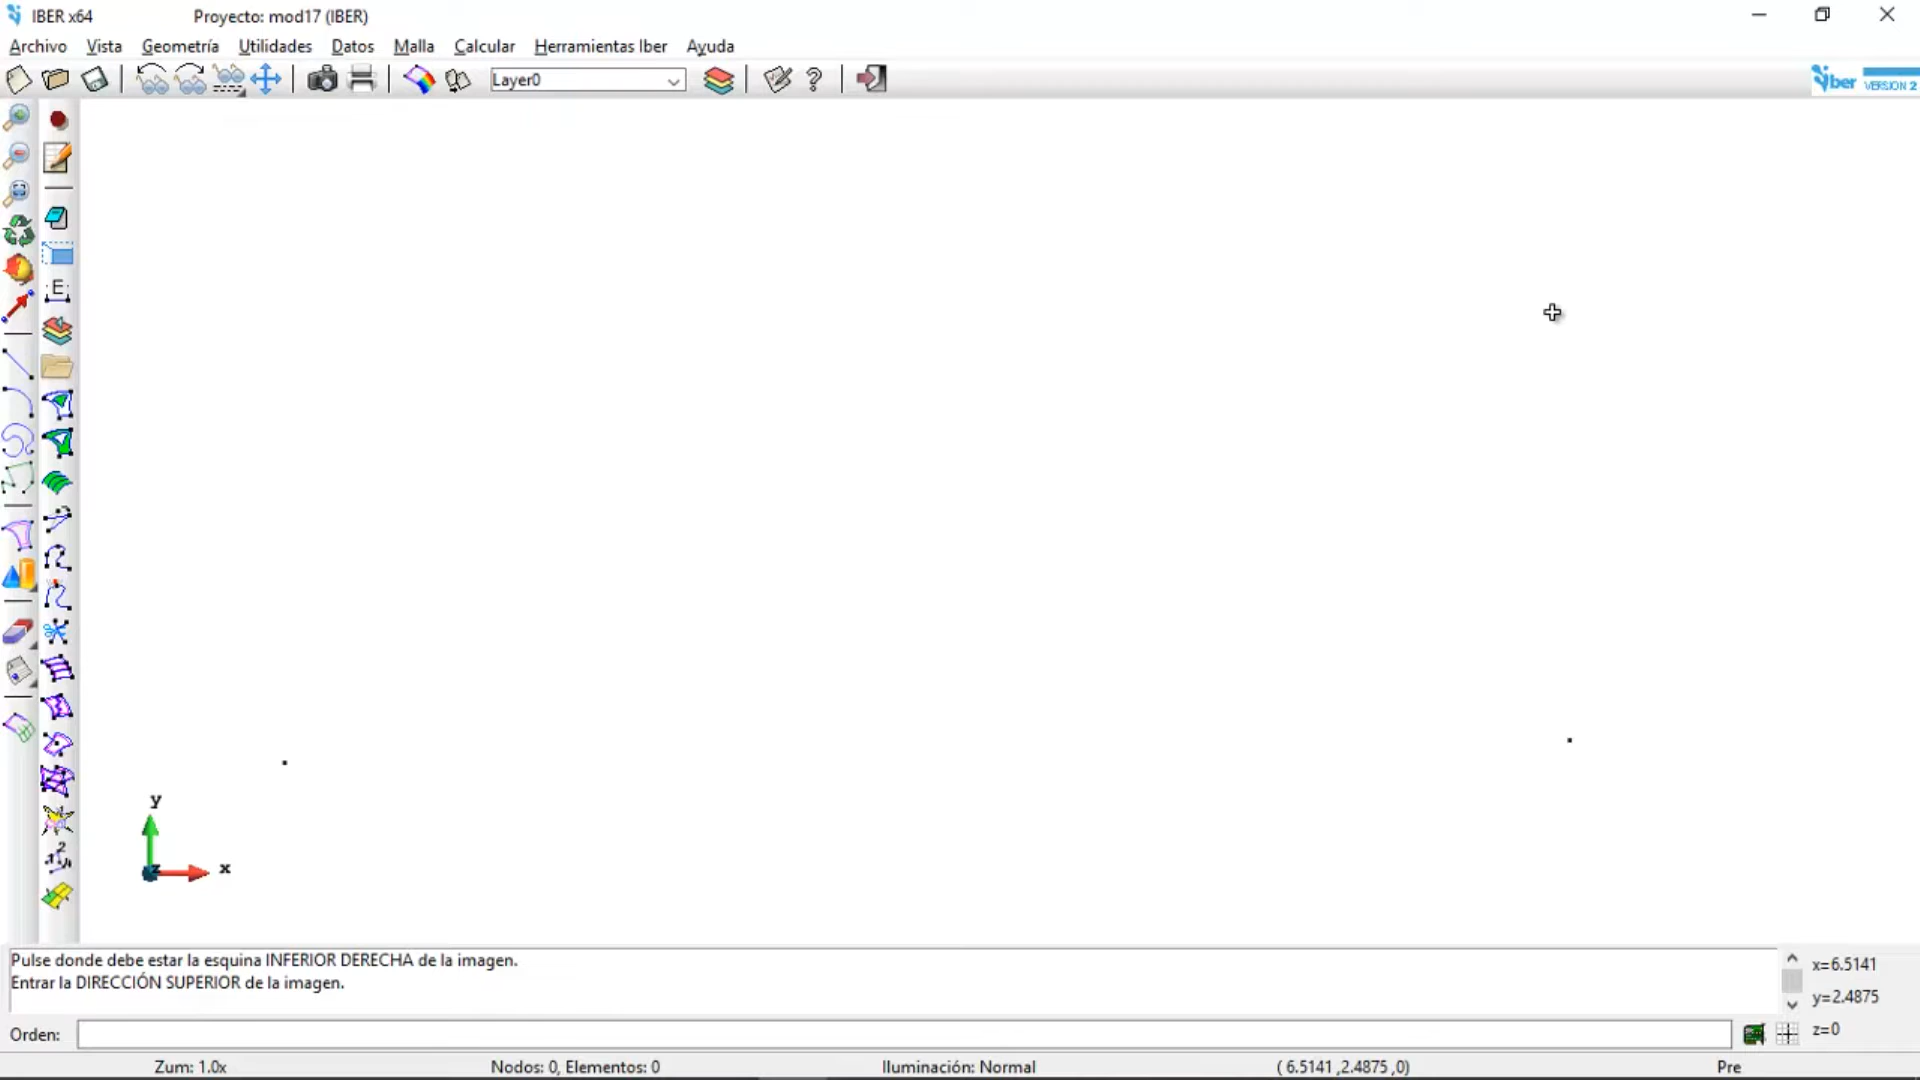 IBER x64 Proyecto: mod17 (IBER)
Archivo Vista Geometría Utilidades Datos Malla Calcular Herramientas Iber Ayuda
Layer0
Iber VERSION 2
E
y
z x
Pulse donde debe estar la esquina INFERIOR DERECHA de la imagen.
Entrar la DIRECCIÓN SUPERIOR de la imagen.
x=6.5141
y=2.4875
z=0
Orden:
Zum: 1.0x Nodos: 0, Elementos: 0 Iluminación: Normal ( 6.5141 ,2.4875 ,0) Pre